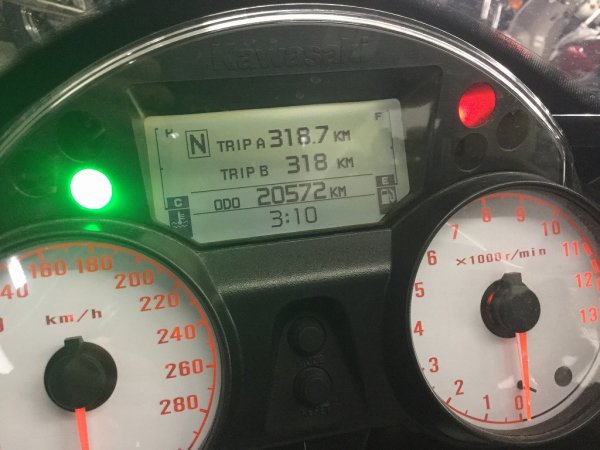 Kawasaki
H
F
N TRIP A 318.7 KM
TRIP B 318 KM
C
E
ODO 20572 KM
3:10
160
180
200
220
240
260
280
km/h
0
1
2
3
4
5
6
7
8
9
10
11
12
13
×1000r/min